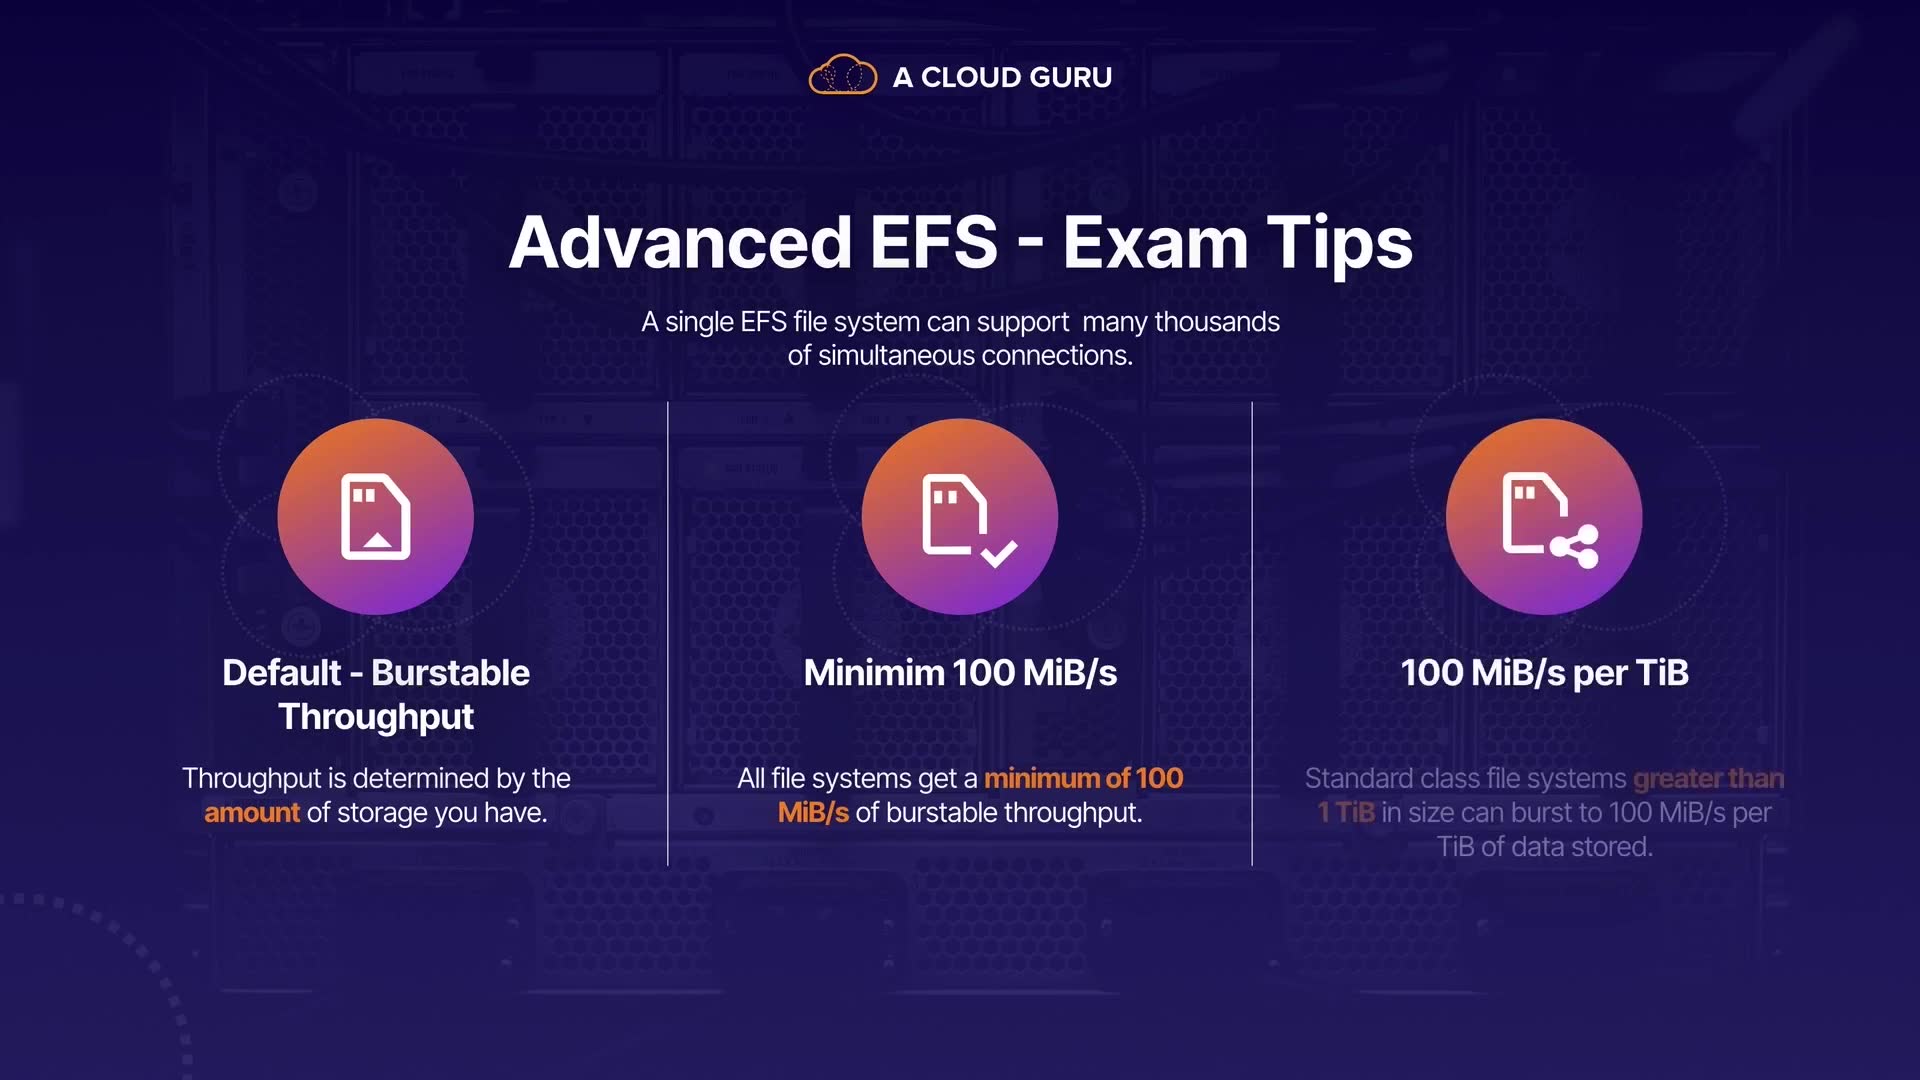 A CLOUD GURU
Advanced EFS - Exam Tips
A single EFS file system can support many thousands
of simultaneous connections.
Default - Burstable
Throughput
Throughput is determined by the
amount of storage you have.
Minimim 100 MiB/s
All file systems get a minimum of 100
MiB/s of burstable throughput.
100 MiB/s per TiB
Standard class file systems greater than
1 TiB in size can burst to 100 MiB/s per
TiB of data stored.